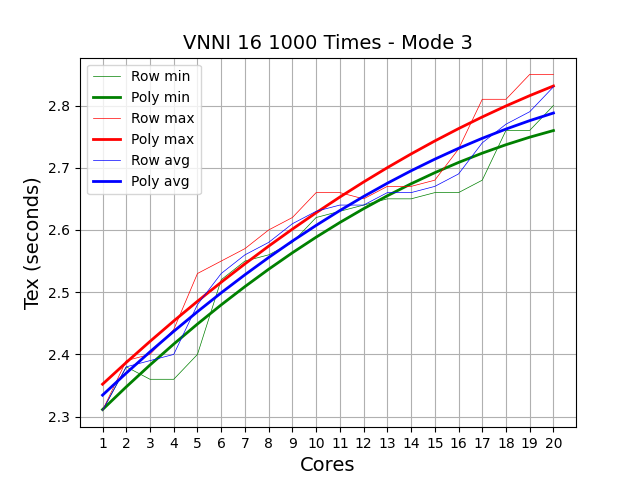 VNNI 16 1000 Times - Mode 3
Row min
Poly min
Row max
Poly max
Row avg
Poly avg
Tex (seconds)
2.8
2.7
2.6
2.5
2.4
2.3
1 2 3 4 5 6 7 8 9 10 11 12 13 14 15 16 17 18 19 20
Cores